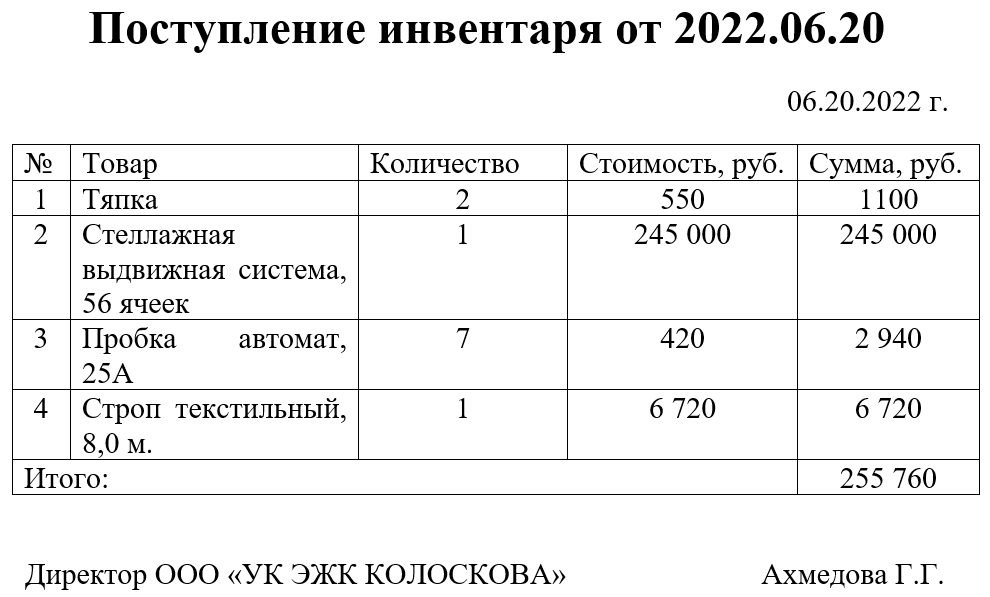 Поступление инвентаря от 2022.06.20
06.20.2022 г.
№ Товар Количество Стоимость, руб. Сумма, руб.
1 Тяпка 2 550 1100
2 Стеллажная 1 245 000 245 000
выдвижная система,
56 ячеек
3 Пробка автомат, 7 420 2 940
25А
4 Строп текстильный, 1 6 720 6 720
8,0 м.
Итого: 255 760
Директор ООО «УК ЭЖК КОЛОСКОВА» Ахмедова Г.Г.